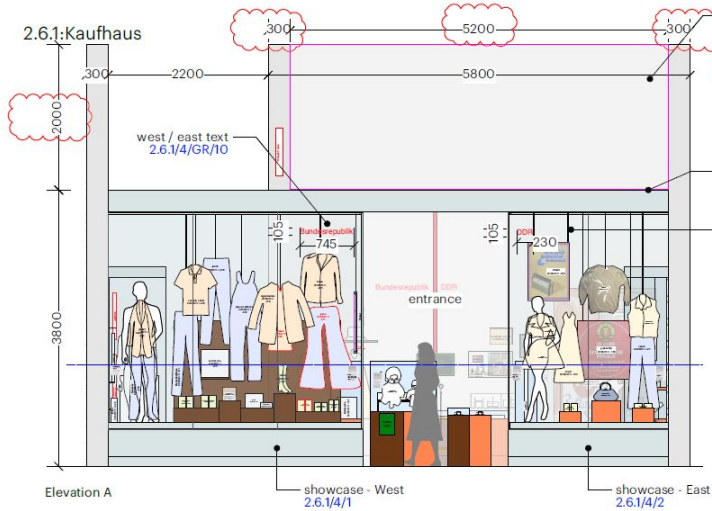 2.6.1:Kaufhaus
300
5200
300
300
2200
5800
2000
west / east text
2.6.1/4/GR/10
Bundesrepublik
105
745
105
DDR
230
Bundesrepublik
DDR
entrance
3800
Elevation A
showcase - West
2.6.1/4/1
showcase - East
2.6.1/4/2